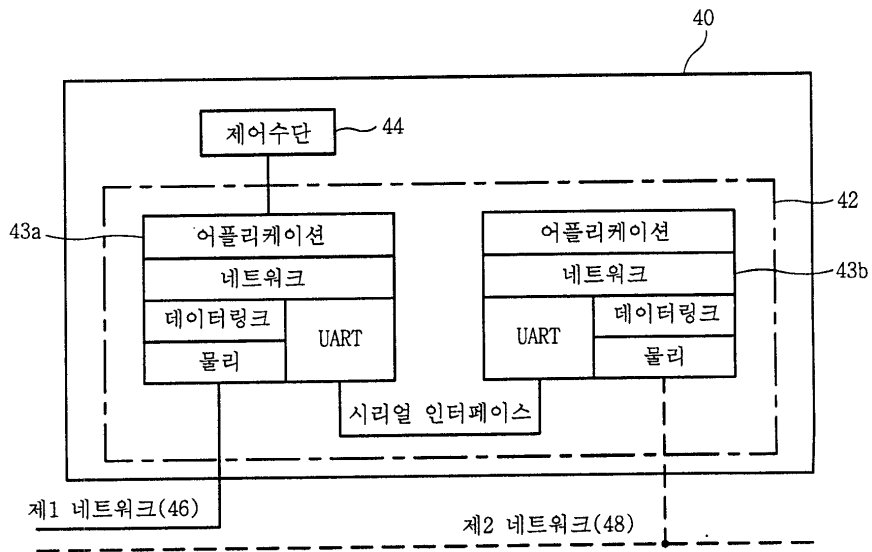 40
제어수단
44
42
43a
어플리케이션
네트워크
데이터링크
물리
UART
어플리케이션
네트워크
43b
UART
데이터링크
물리
시리얼 인터페이스
제1 네트워크(46)
제2 네트워크(48)